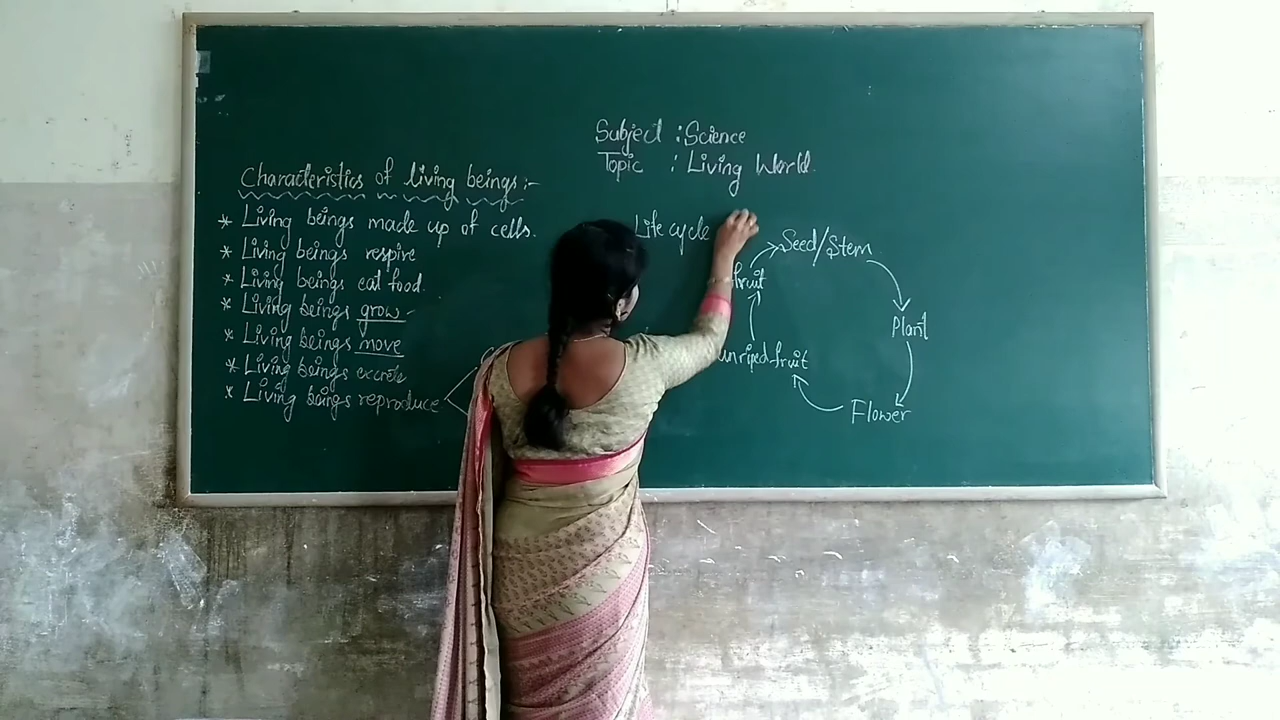 Subject : Science
Topic : Living World.
Characteristics of living beings :-
* Living beings made up of cells.
* Living beings respire
* Living beings eat food.
* Living beings grow -
* Living beings move
* Living beings excrete
* Living beings reproduce
Life cycle
Seed/Stem
Plant
Flower
unriped fruit
fruit